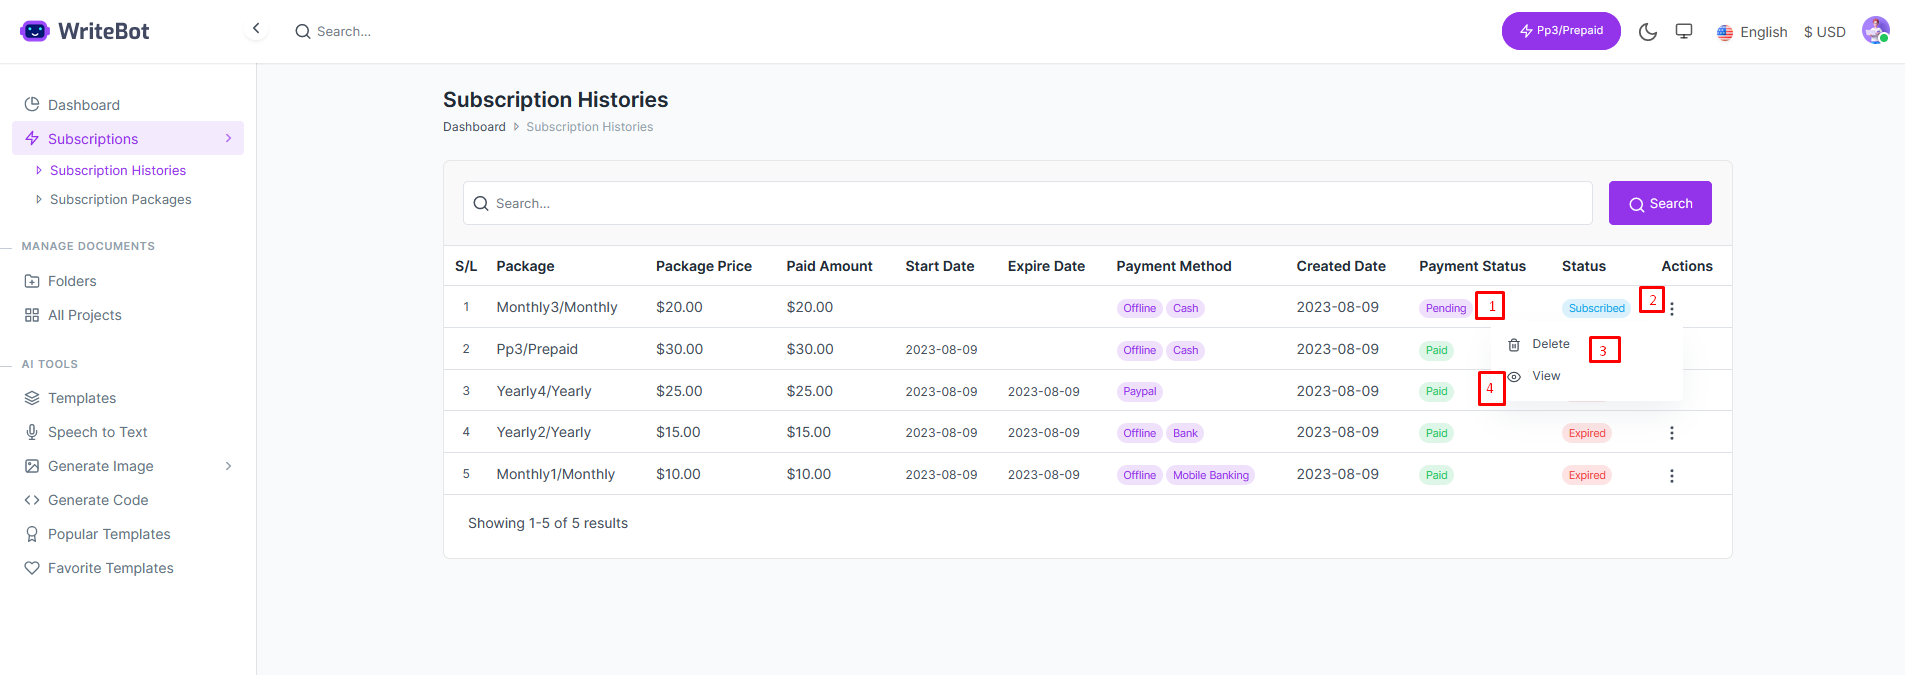 WriteBot
Search...
Pp3/Prepaid
English
$ USD
Dashboard
Subscriptions
Subscription Histories
Subscription Packages
MANAGE DOCUMENTS
Folders
All Projects
AI TOOLS
Templates
Speech to Text
Generate Image
Generate Code
Popular Templates
Favorite Templates
Subscription Histories
Dashboard Subscription Histories
Search...
Search
S/L Package Package Price Paid Amount Start Date Expire Date Payment Method Created Date Payment Status Status Actions
1 Monthly3/Monthly $20.00 $20.00 Offline Cash 2023-08-09 Pending 1 Subscribed 2
2 Pp3/Prepaid $30.00 $30.00 2023-08-09 Offline Cash 2023-08-09 Paid
Delete 3
3 Yearly4/Yearly $25.00 $25.00 2023-08-09 2023-08-09 Paypal 2023-08-09 Paid
4 View
4 Yearly2/Yearly $15.00 $15.00 2023-08-09 2023-08-09 Offline Bank 2023-08-09 Paid Expired
5 Monthly1/Monthly $10.00 $10.00 2023-08-09 2023-08-09 Offline Mobile Banking 2023-08-09 Paid Expired
Showing 1-5 of 5 results